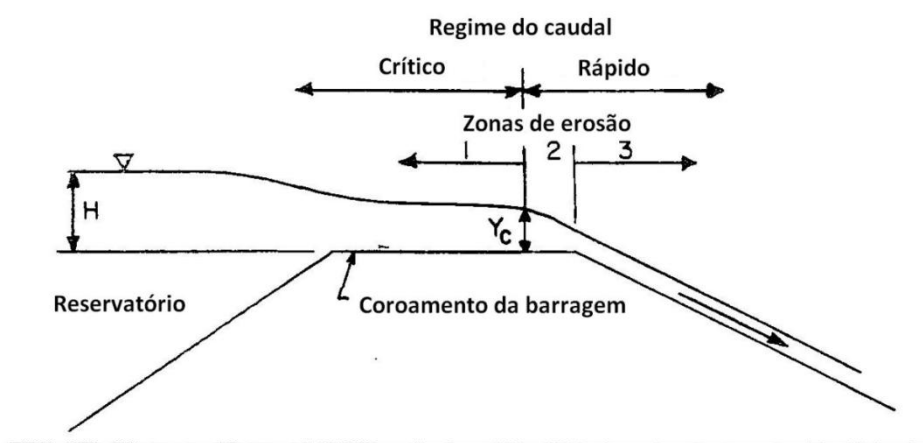 Regime do caudal
Crítico Rápido
Zonas de erosão
1 2 3
H
Yc
Reservatório
Coroamento da barragem